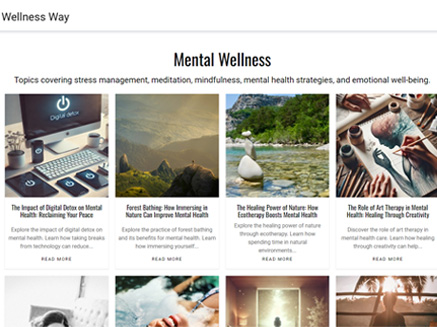 Wellness Way
Mental Wellness
Topics covering stress management, meditation, mindfulness, mental health strategies, and emotional well-being.
Digital detox
The Impact of Digital Detox on Mental
Health: Reclaiming Your Peace
Explore the impact of digital detox on
mental health. Learn how taking breaks
from technology can reduce...
READ MORE
Forest Bathing: How Immersing in
Nature Can Improve Mental Health
Explore the practice of forest bathing
and its benefits for mental health. Learn
how immersing yourself...
READ MORE
The Healing Power of Nature: How
Ecotherapy Boosts Mental Health
Explore the healing power of nature
through ecotherapy. Learn how
spending time in natural
environments...
READ MORE
The Role of Art Therapy in Mental
Health: Healing Through Creativity
Discover the role of art therapy in
mental health care. Learn how healing
through creativity can help...
READ MORE